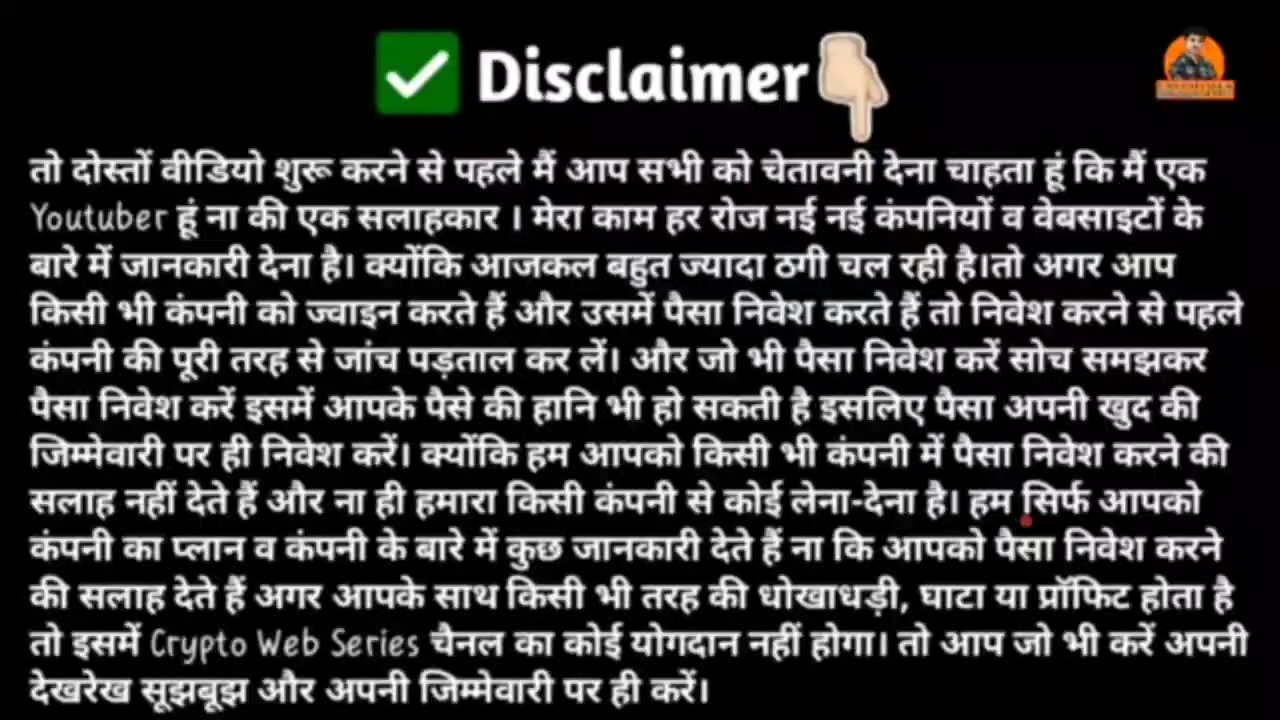 ✅ Disclaimer👇🏻
तो दोस्तों वीडियो शुरू करने से पहले मैं आप सभी को चेतावनी देना चाहता हूं कि मैं एक
Youtuber हूं ना की एक सलाहकार । मेरा काम हर रोज नई नई कंपनियों व वेबसाइटों के
बारे में जानकारी देना है। क्योंकि आजकल बहुत ज्यादा ठगी चल रही है।तो अगर आप
किसी भी कंपनी को ज्वाइन करते हैं और उसमें पैसा निवेश करते हैं तो निवेश करने से पहले
कंपनी की पूरी तरह से जांच पड़ताल कर लें। और जो भी पैसा निवेश करें सोच समझकर
पैसा निवेश करें इसमें आपके पैसे की हानि भी हो सकती है इसलिए पैसा अपनी खुद की
जिम्मेवारी पर ही निवेश करें। क्योंकि हम आपको किसी भी कंपनी में पैसा निवेश करने की
सलाह नहीं देते हैं और ना ही हमारा किसी कंपनी से कोई लेना-देना है। हम सिर्फ आपको
कंपनी का प्लान व कंपनी के बारे में कुछ जानकारी देते हैं ना कि आपको पैसा निवेश करने
की सलाह देते हैं अगर आपके साथ किसी भी तरह की धोखाधड़ी, घाटा या प्रॉफिट होता है
तो इसमें Crypto Web Series चैनल का कोई योगदान नहीं होगा। तो आप जो भी करें अपनी
देखरेख सूझबूझ और अपनी जिम्मेवारी पर ही करें।